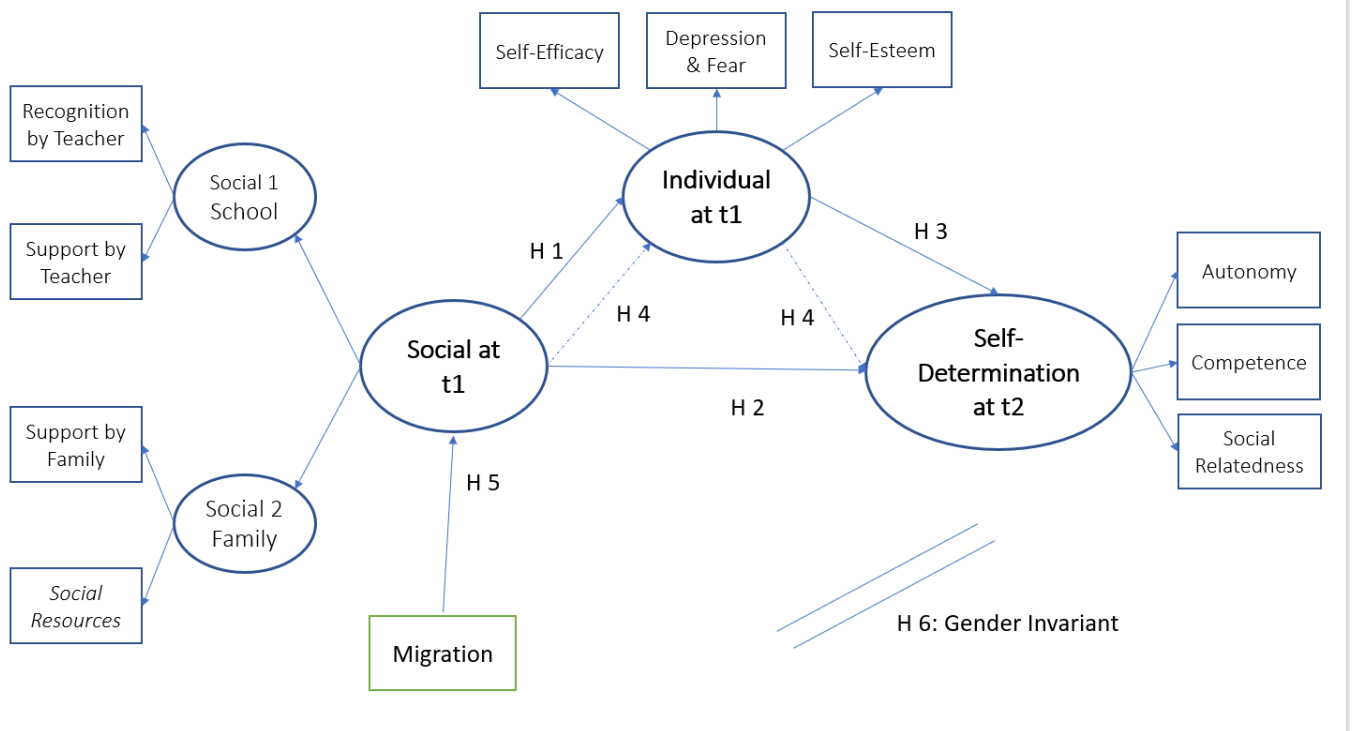 Self-Efficacy
Depression
& Fear
Self-Esteem
Recognition
by Teacher
Social 1
School
Individual
at t1
Support by
Teacher
H 1
H 3
Autonomy
H 4
H 4
Social at
t1
Self-
Determination
at t2
Competence
H 2
Support by
Family
Social
Relatedness
H 5
Social 2
Family
Social
Resources
Migration
H 6: Gender Invariant